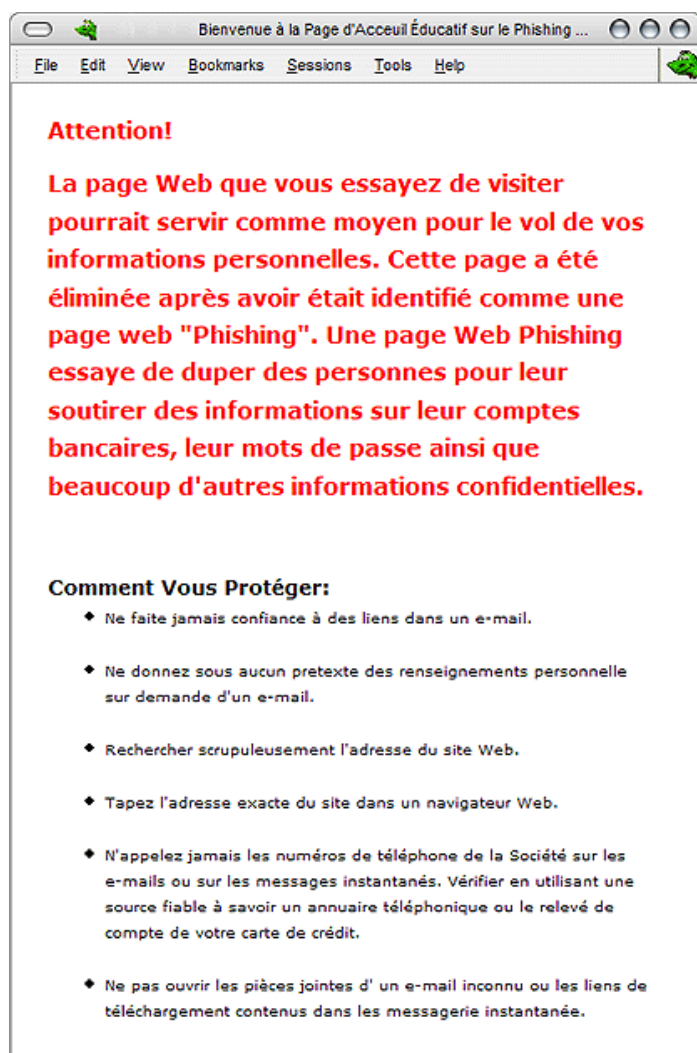 Bienvenue à la Page d'Acceuil Éducatif sur le Phishing ...
File Edit View Bookmarks Sessions Tools Help
Attention!
La page Web que vous essayez de visiter
pourrait servir comme moyen pour le vol de vos
informations personnelles. Cette page a été
éliminée après avoir était identifié comme une
page web "Phishing". Une page Web Phishing
essaye de duper des personnes pour leur
soutirer des informations sur leur comptes
bancaires, leur mots de passe ainsi que
beaucoup d'autres informations confidentielles.
Comment Vous Protéger:
Ne faite jamais confiance à des liens dans un e-mail.
Ne donnez sous aucun pretexte des renseignements personnelle
sur demande d'un e-mail.
Rechercher scrupuleusement l'adresse du site Web.
Tapez l'adresse exacte du site dans un navigateur Web.
N'appelez jamais les numéros de téléphone de la Société sur les
e-mails ou sur les messages instantanés. Vérifier en utilisant une
source fiable à savoir un annuaire téléphonique ou le relevé de
compte de votre carte de crédit.
Ne pas ouvrir les pièces jointes d' un e-mail inconnu ou les liens de
téléchargement contenus dans les messagerie instantanée.